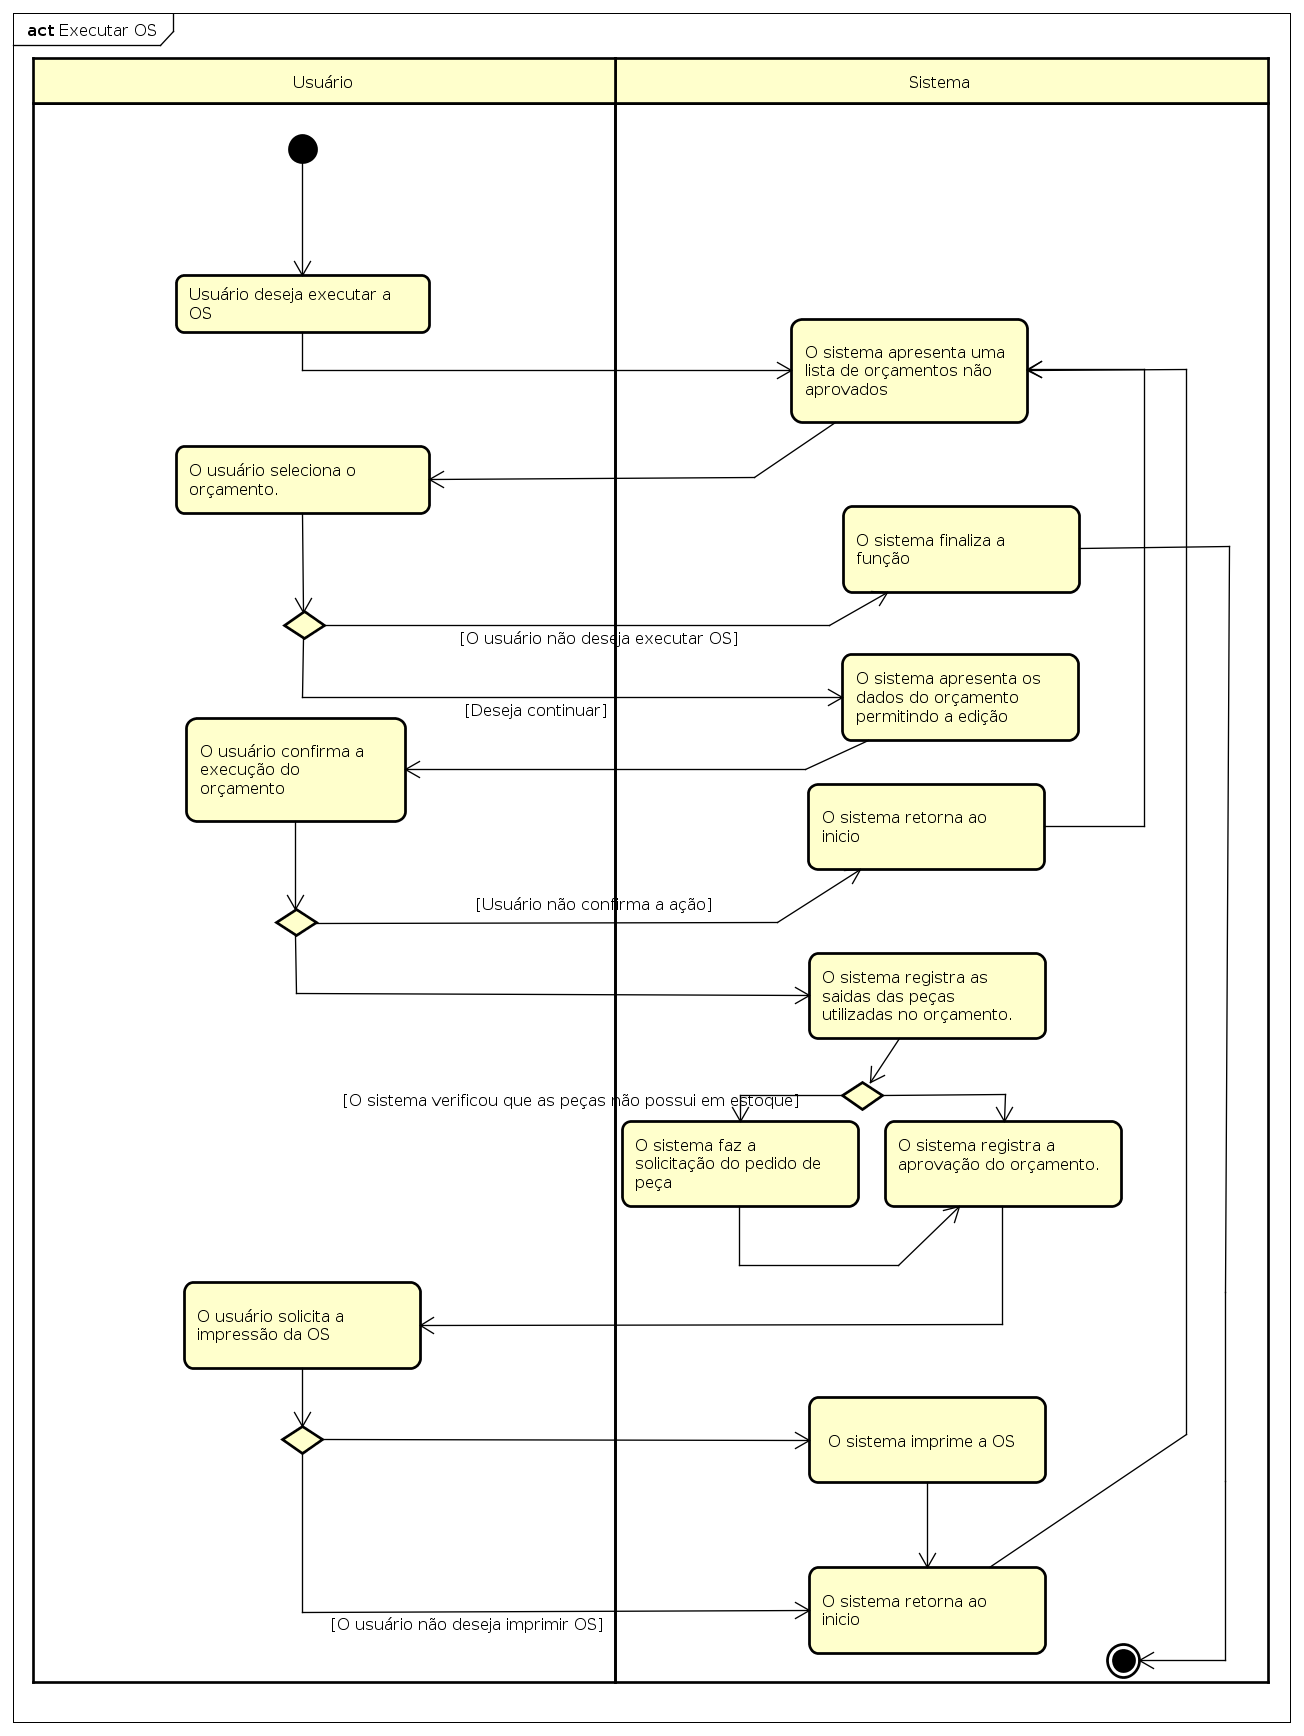 act Executar OS
Usuário
Sistema
Usuário deseja executar a
OS
O sistema apresenta uma
lista de orçamentos não
aprovados
O usuário seleciona o
orçamento.
O sistema finaliza a
função
[O usuário não deseja executar OS]
O sistema apresenta os
dados do orçamento
permitindo a edição
[Deseja continuar]
O usuário confirma a
execução do
orçamento
O sistema retorna ao
inicio
[Usuário não confirma a ação]
O sistema registra as
saidas das peças
utilizadas no orçamento.
[O sistema verificou que as peças não possui em estoque]
O sistema faz a
solicitação do pedido de
peça
O sistema registra a
aprovação do orçamento.
O usuário solicita a
impressão da OS
O sistema imprime a OS
O sistema retorna ao
inicio
[O usuário não deseja imprimir OS]